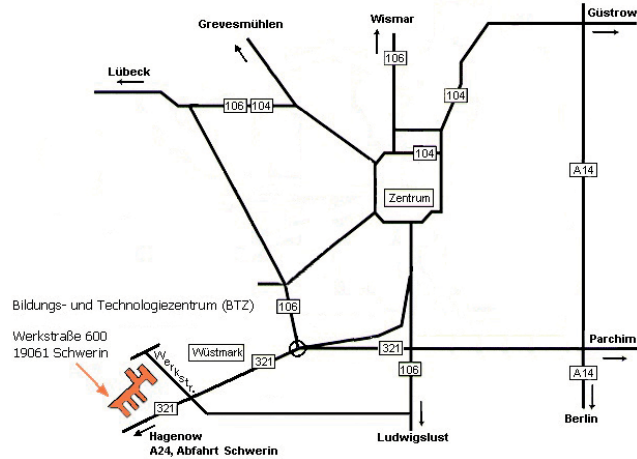 Grevesmühlen
Wismar
Güstrow
Lübeck
106
106 104
104
104
A14
Zentrum
Bildungs- und Technologiezentrum (BTZ)
106
Werkstraße 600
19061 Schwerin
Werkstr.
Wüstmark
321
321
Parchim
106
A14
321
Hagenow
A24, Abfahrt Schwerin
Ludwigslust
Berlin